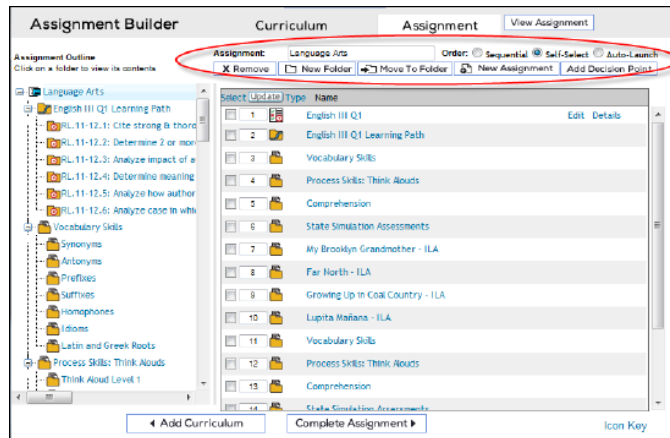 Assignment Builder
Curriculum
Assignment
View Assignment
Assignment Outline
Click on a folder to view its contents
Assignment: Language Arts Order: Sequential Self-Select Auto-Launch
X Remove New Folder Move To Folder New Assignment Add Decision Point
Language Arts
English III Q1 Learning Path
RL.11-12.1: Cite strong & thoro
RL.11-12.2: Determine 2 or mor
RL.11-12.3: Analyze impact of a
RL.11-12.4: Determine meaning
RL.11-12.5: Analyze how author
RL.11-12.6: Analyze case in whic
Vocabulary Skills
Synonyms
Antonyms
Prefixes
Suffixes
Homophones
Idioms
Latin and Greek Roots
Process Skills: Think Alouds
Think Aloud Level 1
Select Update Type Name
1 English III Q1 Edit Details
2 English III Q1 Learning Path
3 Vocabulary Skills
4 Process Skills: Think Alouds
5 Comprehension
6 State Simulation Assessments
7 My Brooklyn Grandmother - ILA
8 Far North - ILA
9 Growing Up in Coal Country - ILA
10 Lupita Mañana - ILA
11 Vocabulary Skills
12 Process Skills: Think Alouds
13 Comprehension
14 State Simulation Assessments
Add Curriculum
Complete Assignment
Icon Key